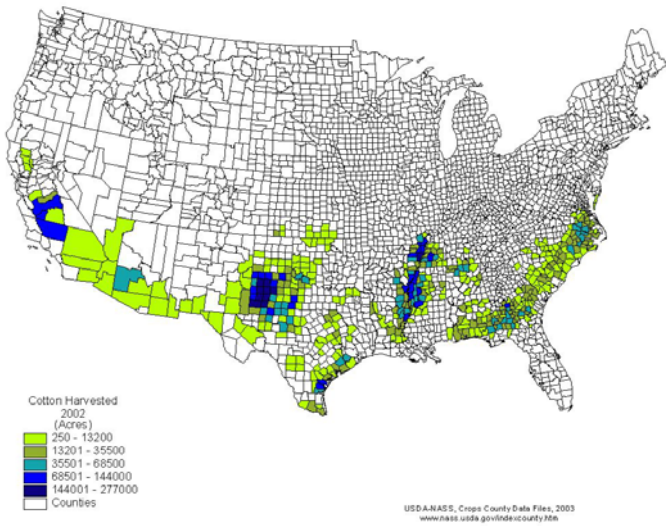 Cotton Harvested
2002
(Acres)
250 - 13200
13201 - 35500
35501 - 68500
68501 - 144000
144001 - 277000
Counties
USDA-NASS, Crops County Data Files, 2003
www.nass.usda.gov/indexcounty.htm